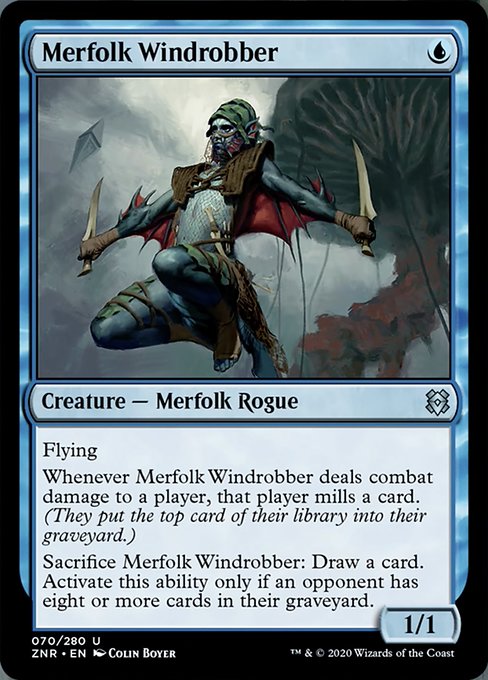 Merfolk Windrobber
Creature — Merfolk Rogue
Flying
Whenever Merfolk Windrobber deals combat
damage to a player, that player mills a card.
(They put the top card of their library into their
graveyard.)
Sacrifice Merfolk Windrobber: Draw a card.
Activate this ability only if an opponent has
eight or more cards in their graveyard.
1/1
070/280 U
ZNR • EN Colin Boyer
™ & © 2020 Wizards of the Coast